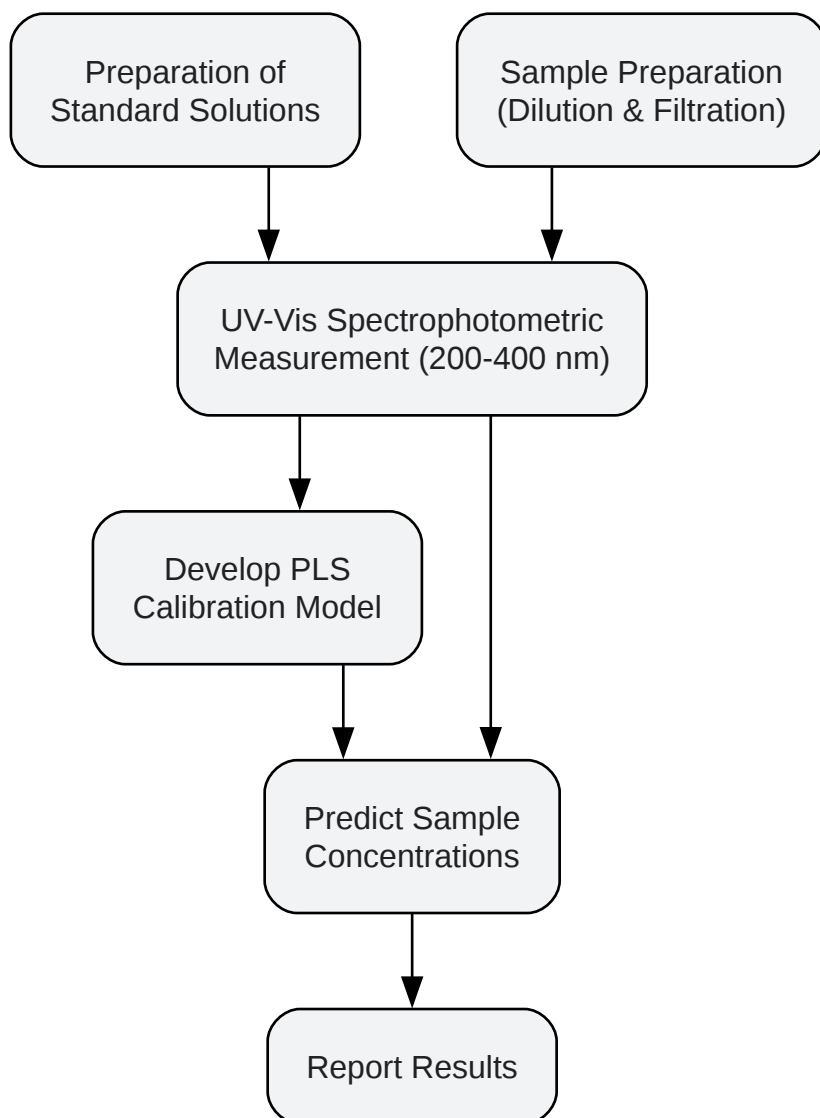 Preparation of
Standard Solutions
Sample Preparation
(Dilution & Filtration)
UV-Vis Spectrophotometric
Measurement (200-400 nm)
Develop PLS
Calibration Model
Predict Sample
Concentrations
Report Results